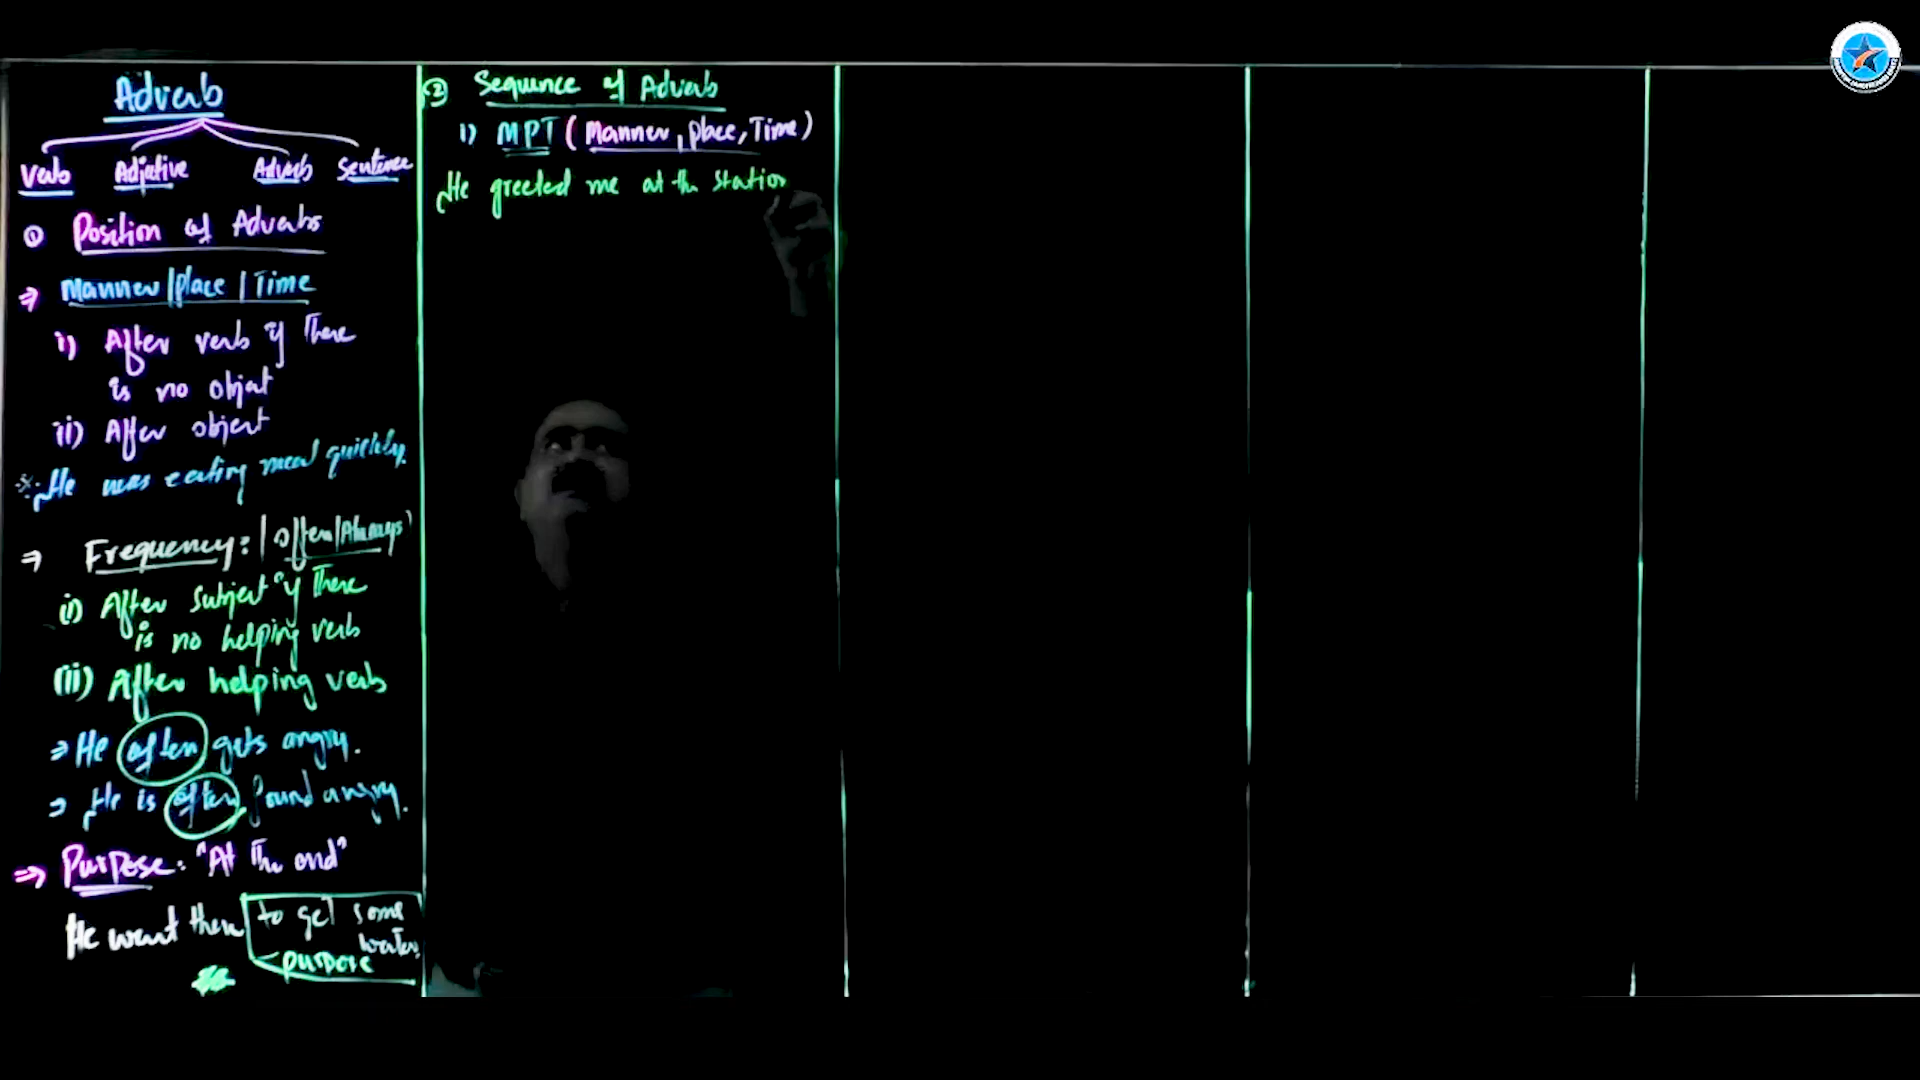 Adverb
Verb Adjective Adverb Sentence
① Position of Adverbs
⇒ Manner/place/Time
i) After verb if There
is no object
ii) After object
He was eating meal quickly.
⇒ Frequency: (often/Always)
(i) After subject if There
is no helping verb
(ii) After helping verb
⇒ He often gets angry.
⇒ He is often found angry.
⇒ Purpose: "At The end"
He went there to get some
water
purpose
② Sequence of Adverb
1) MPT (Manner, place, Time)
He greeted me at the station